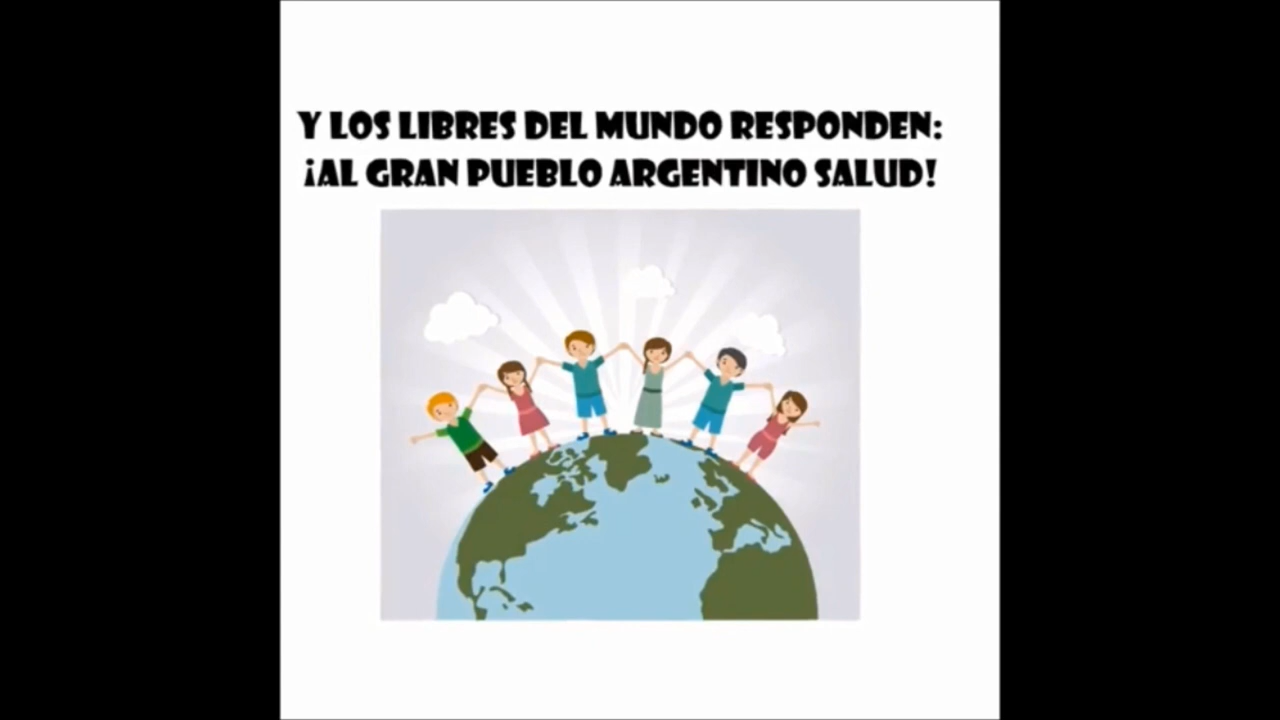 Y LOS LIBRES DEL MUNDO RESPONDEN:
¡AL GRAN PUEBLO ARGENTINO SALUD!